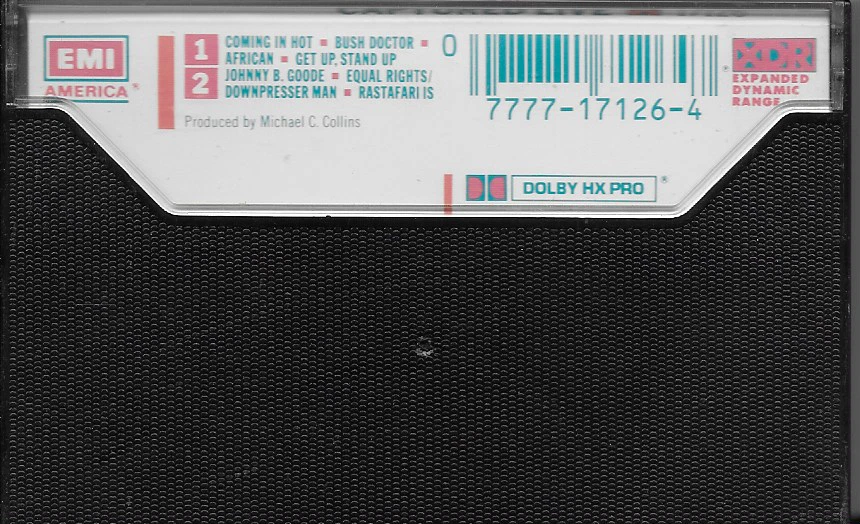 EMI
AMERICA®
1 COMING IN HOT ▪ BUSH DOCTOR ▪
AFRICAN ▪ GET UP, STAND UP
2 JOHNNY B. GOODE ▪ EQUAL RIGHTS/
DOWNPRESSER MAN ▪ RASTAFARI IS
Produced by Michael C. Collins
0
7777-17126-4
XDR
EXPANDED
DYNAMIC
RANGE
DOLBY HX PRO ®